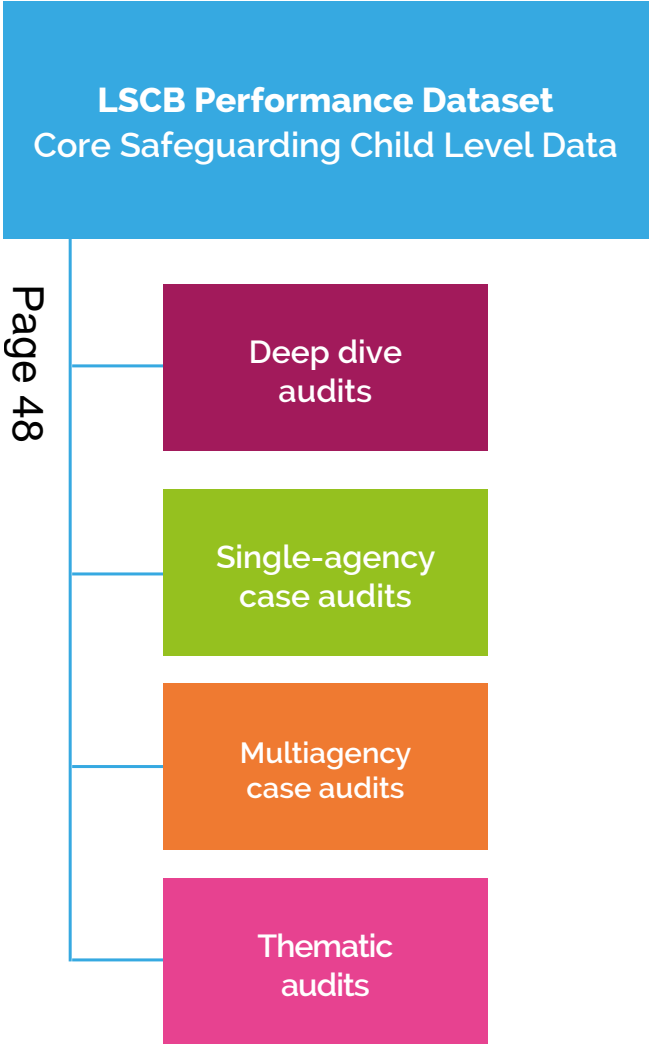 LSCB Performance Dataset
Core Safeguarding Child Level Data
Page 48
Deep dive
audits
Single-agency
case audits
Multiagency
case audits
Thematic
audits